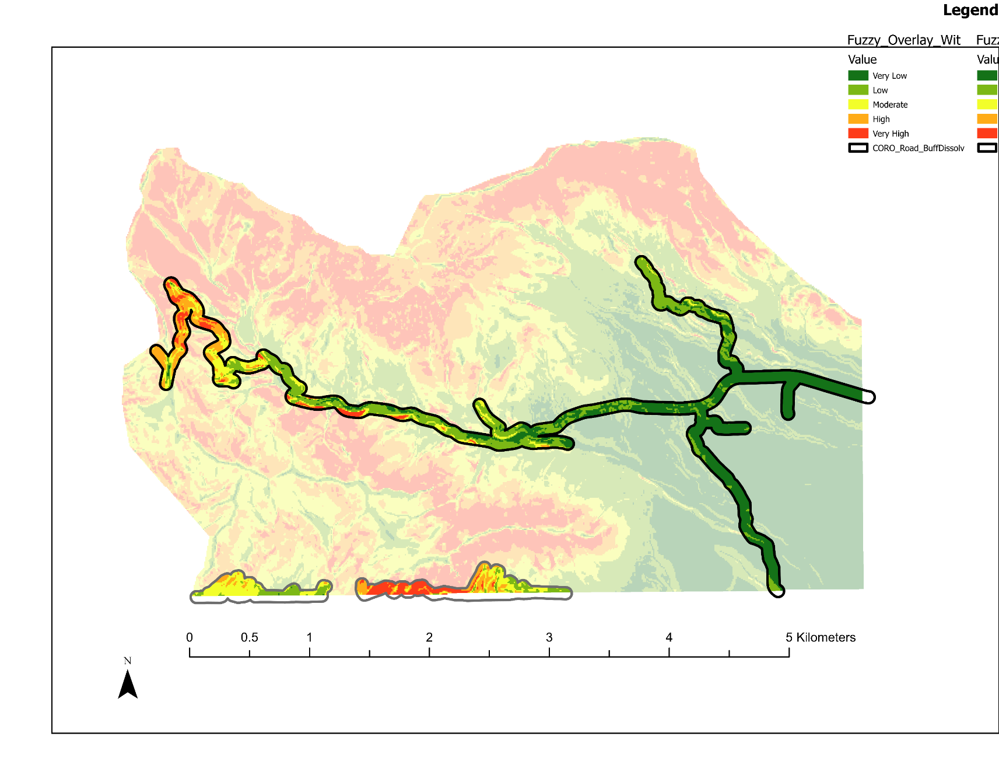 Legend
Fuzzy_Overlay_Wit Fuzz
Value Valu
Very Low
Low
Moderate
High
Very High
CORO_Road_BuffDissolv
0 0.5 1 2 3 4 5 Kilometers
N